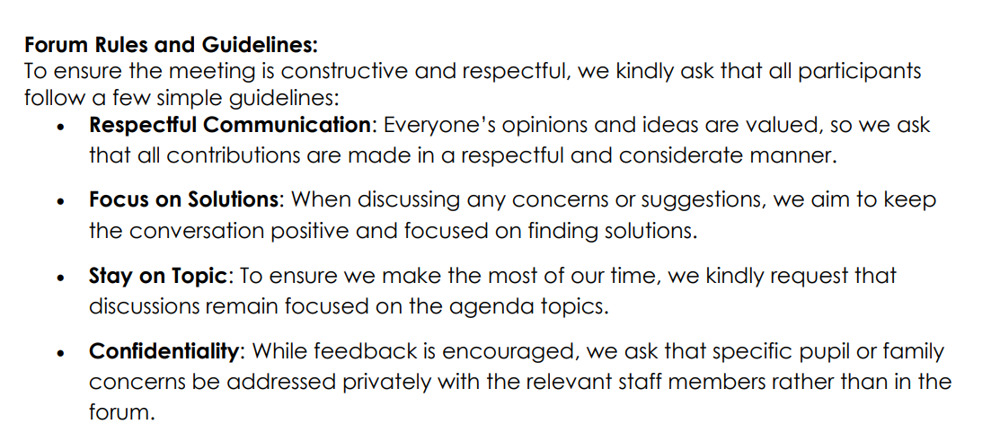 Forum Rules and Guidelines:
To ensure the meeting is constructive and respectful, we kindly ask that all participants
follow a few simple guidelines:
• Respectful Communication: Everyone’s opinions and ideas are valued, so we ask
that all contributions are made in a respectful and considerate manner.
• Focus on Solutions: When discussing any concerns or suggestions, we aim to keep
the conversation positive and focused on finding solutions.
• Stay on Topic: To ensure we make the most of our time, we kindly request that
discussions remain focused on the agenda topics.
• Confidentiality: While feedback is encouraged, we ask that specific pupil or family
concerns be addressed privately with the relevant staff members rather than in the
forum.